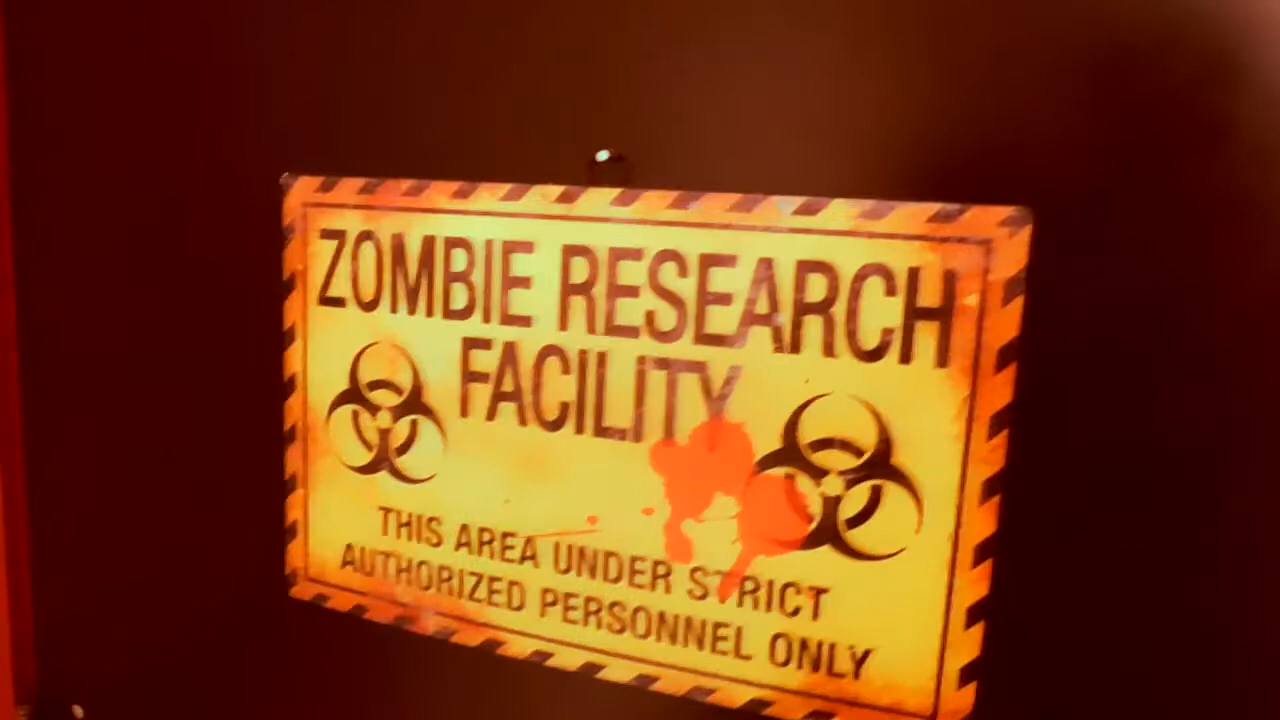 ZOMBIE RESEARCH
FACILITY
THIS AREA UNDER STRICT
AUTHORIZED PERSONNEL ONLY